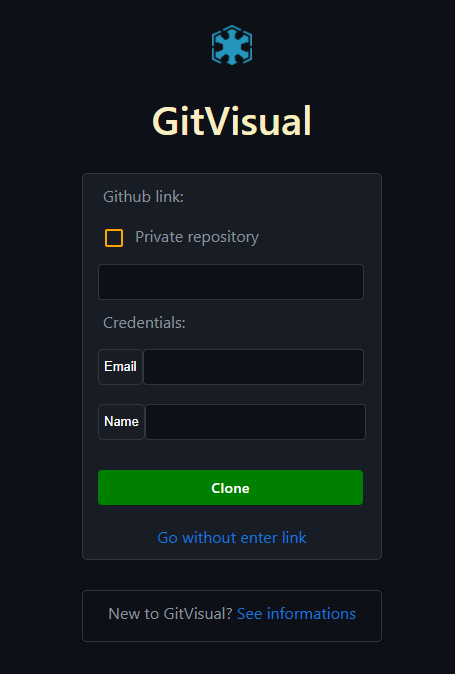 GitVisual
Github link:
Private repository
Credentials:
Email
Name
Clone
Go without enter link
New to GitVisual? See informations